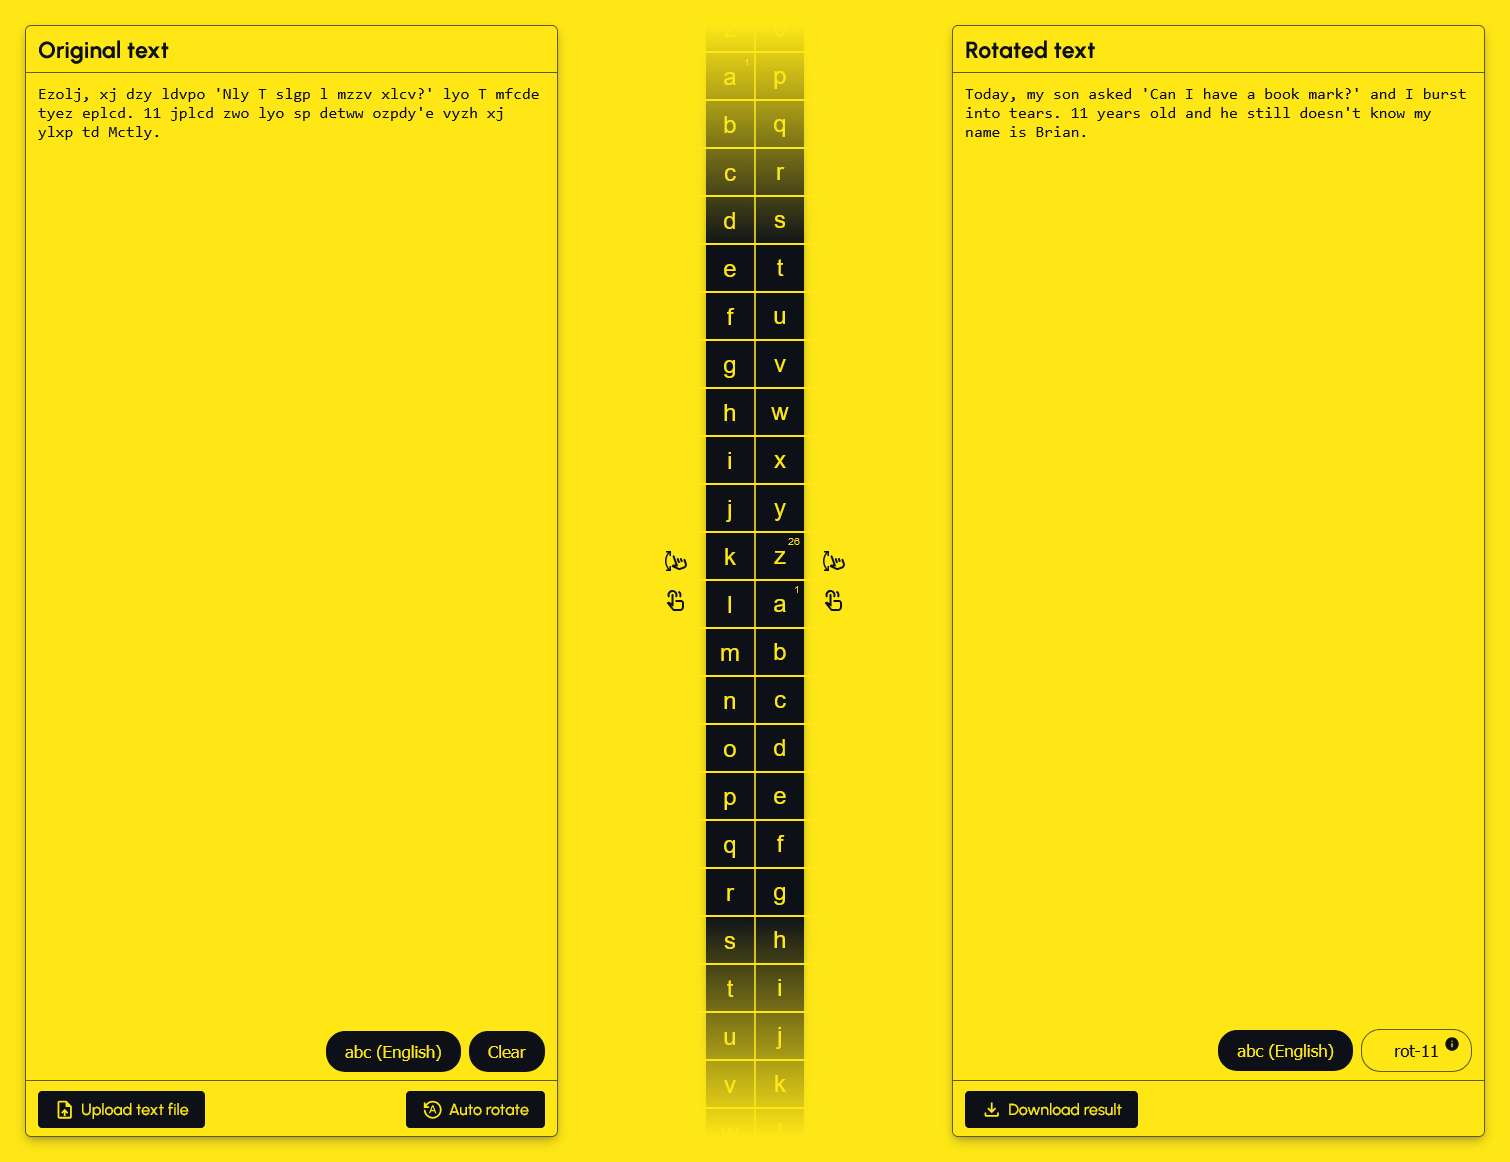 Original text
Ezolj, xj dzy ldvpo 'Nly T slgp l mzzv xlcv?' lyo T mfcde
tyez eplcd. 11 jplcd zwo lyo sp detww ozpdy'e vyzh xj
ylxp td Mctly.
abc (English) Clear
Upload text file Auto rotate
a 1 p
b q
c r
d s
e t
f u
g v
h w
i x
j y
k z 26
l a 1
m b
n c
o d
p e
q f
r g
s h
t i
u j
v k
Rotated text
Today, my son asked 'Can I have a book mark?' and I burst
into tears. 11 years old and he still doesn't know my
name is Brian.
abc (English) rot-11
Download result